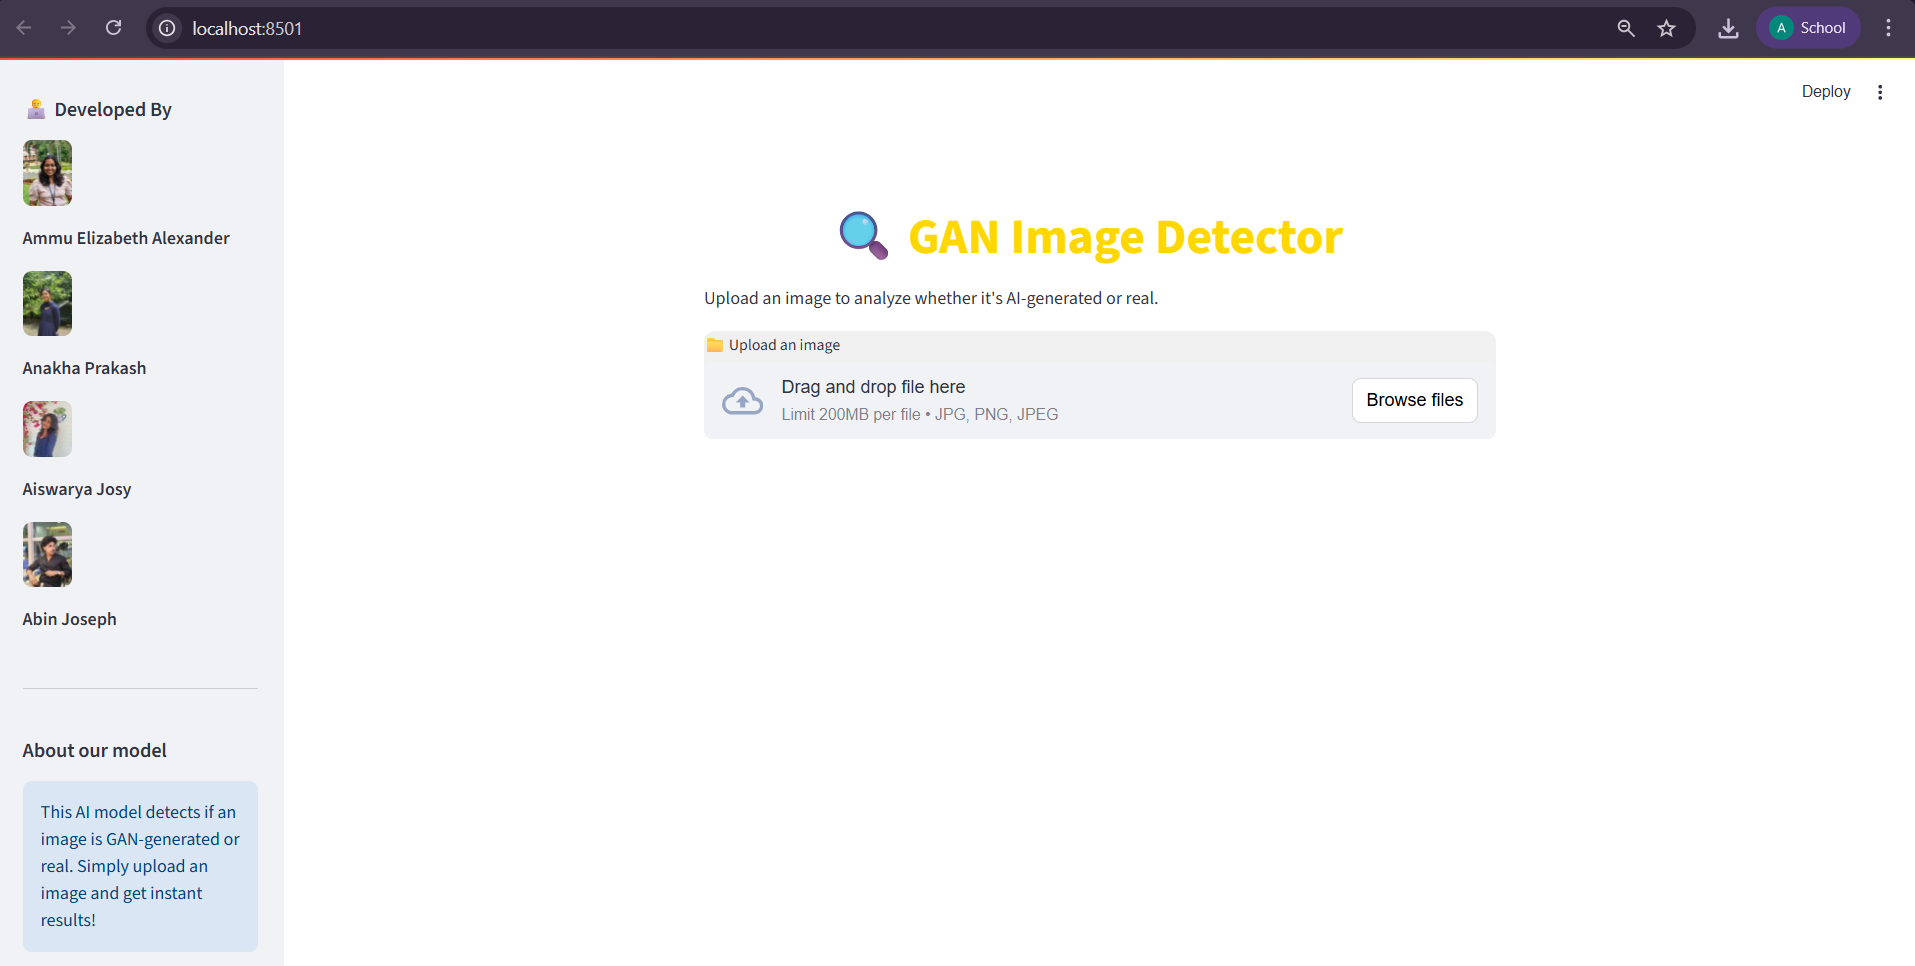 localhost:8501
A School
Developed By
Ammu Elizabeth Alexander
Anakha Prakash
Aiswarya Josy
Abin Joseph
About our model
This AI model detects if an
image is GAN-generated or
real. Simply upload an
image and get instant
results!
Deploy
GAN Image Detector
Upload an image to analyze whether it's AI-generated or real.
Upload an image
Drag and drop file here
Limit 200MB per file • JPG, PNG, JPEG
Browse files